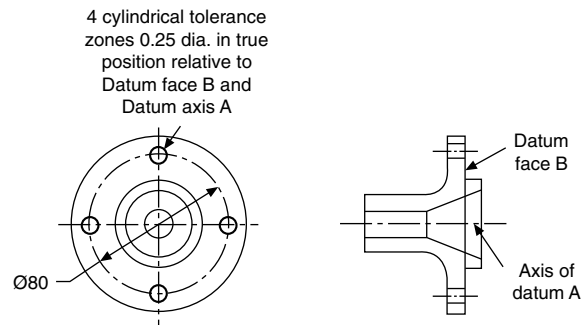 4 cylindrical tolerance
zones 0.25 dia. in true
position relative to
Datum face B and
Datum axis A
Ø80
Datum
face B
Axis of
datum A